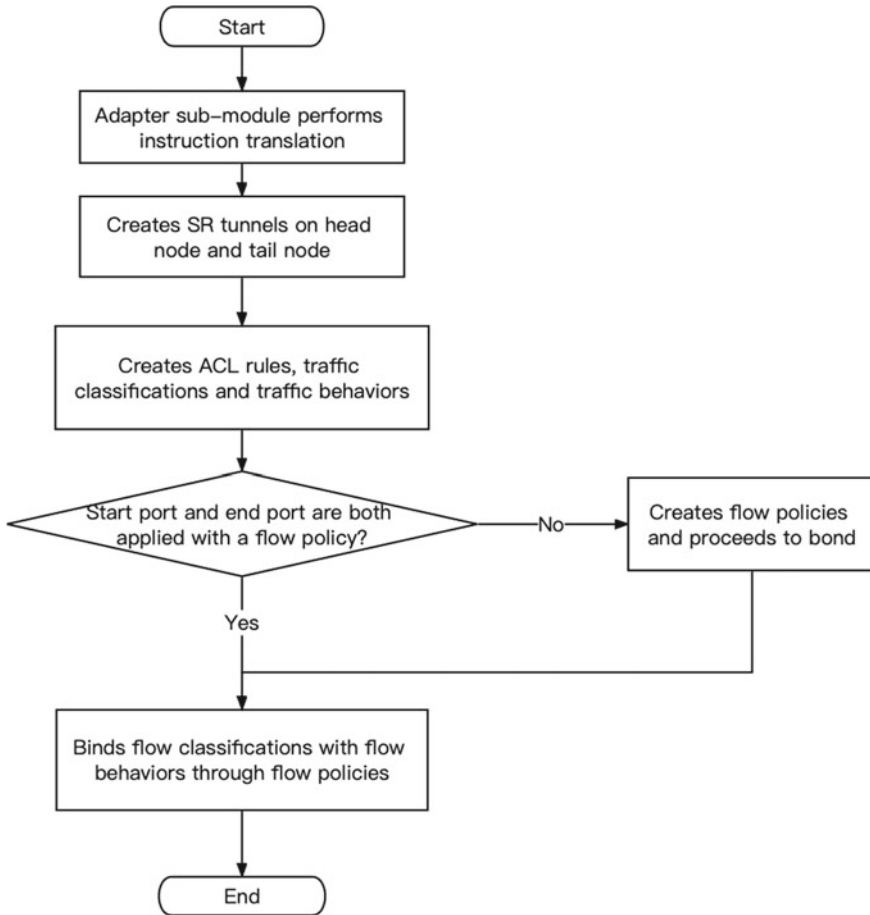 Start
Adapter sub-module performs
instruction translation
Creates SR tunnels on head
node and tail node
Creates ACL rules, traffic
classifications and traffic behaviors
Start port and end port are both
applied with a flow policy?
No
Creates flow policies
and proceeds to bond
Yes
Binds flow classifications with flow
behaviors through flow policies
End